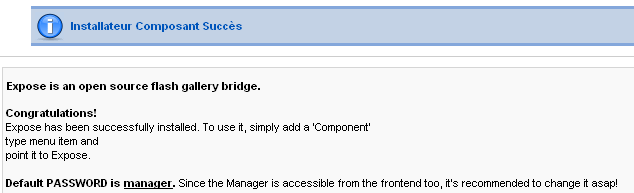 Installateur Composant Succès
Expose is an open source flash gallery bridge.
Congratulations!
Expose has been successfully installed. To use it, simply add a 'Component'
type menu item and
point it to Expose.
Default PASSWORD is manager. Since the Manager is accessible from the frontend too, it's recommended to change it asap!